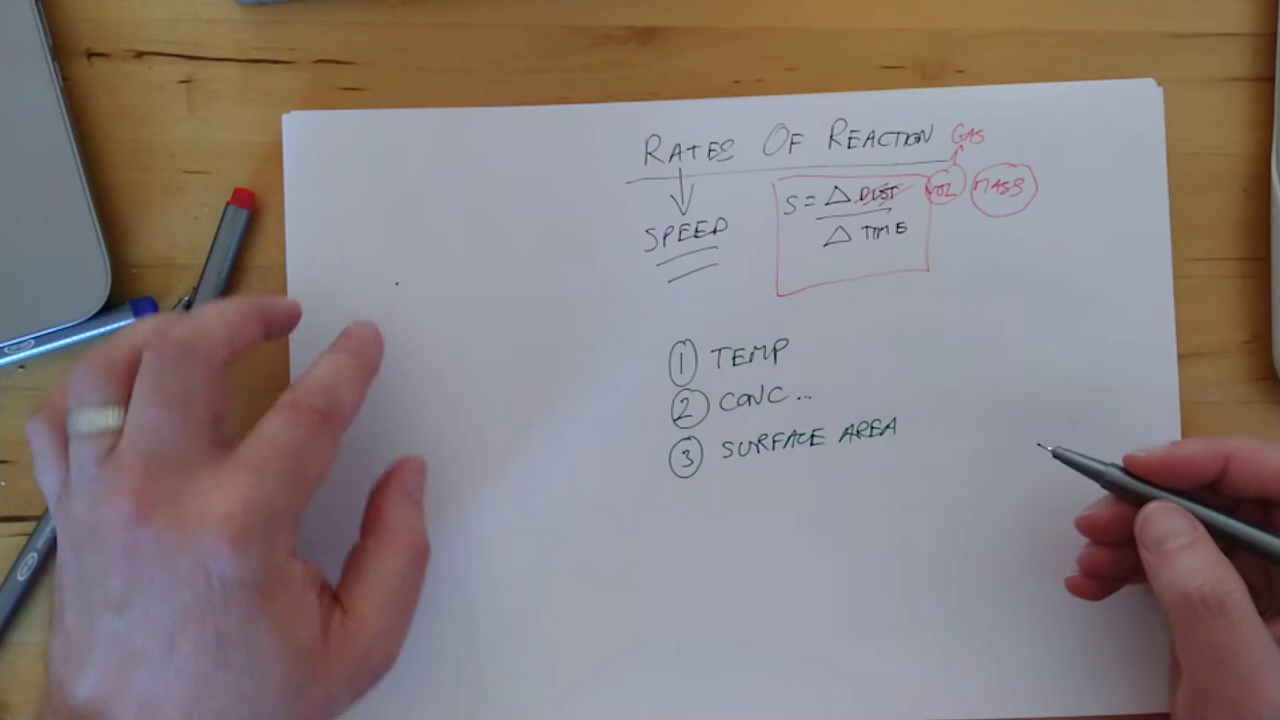 RATES OF REACTION GAS
S = △ DIST VOL MASS
△ TIME
SPEED
1 TEMP
2 CONC...
3 SURFACE AREA